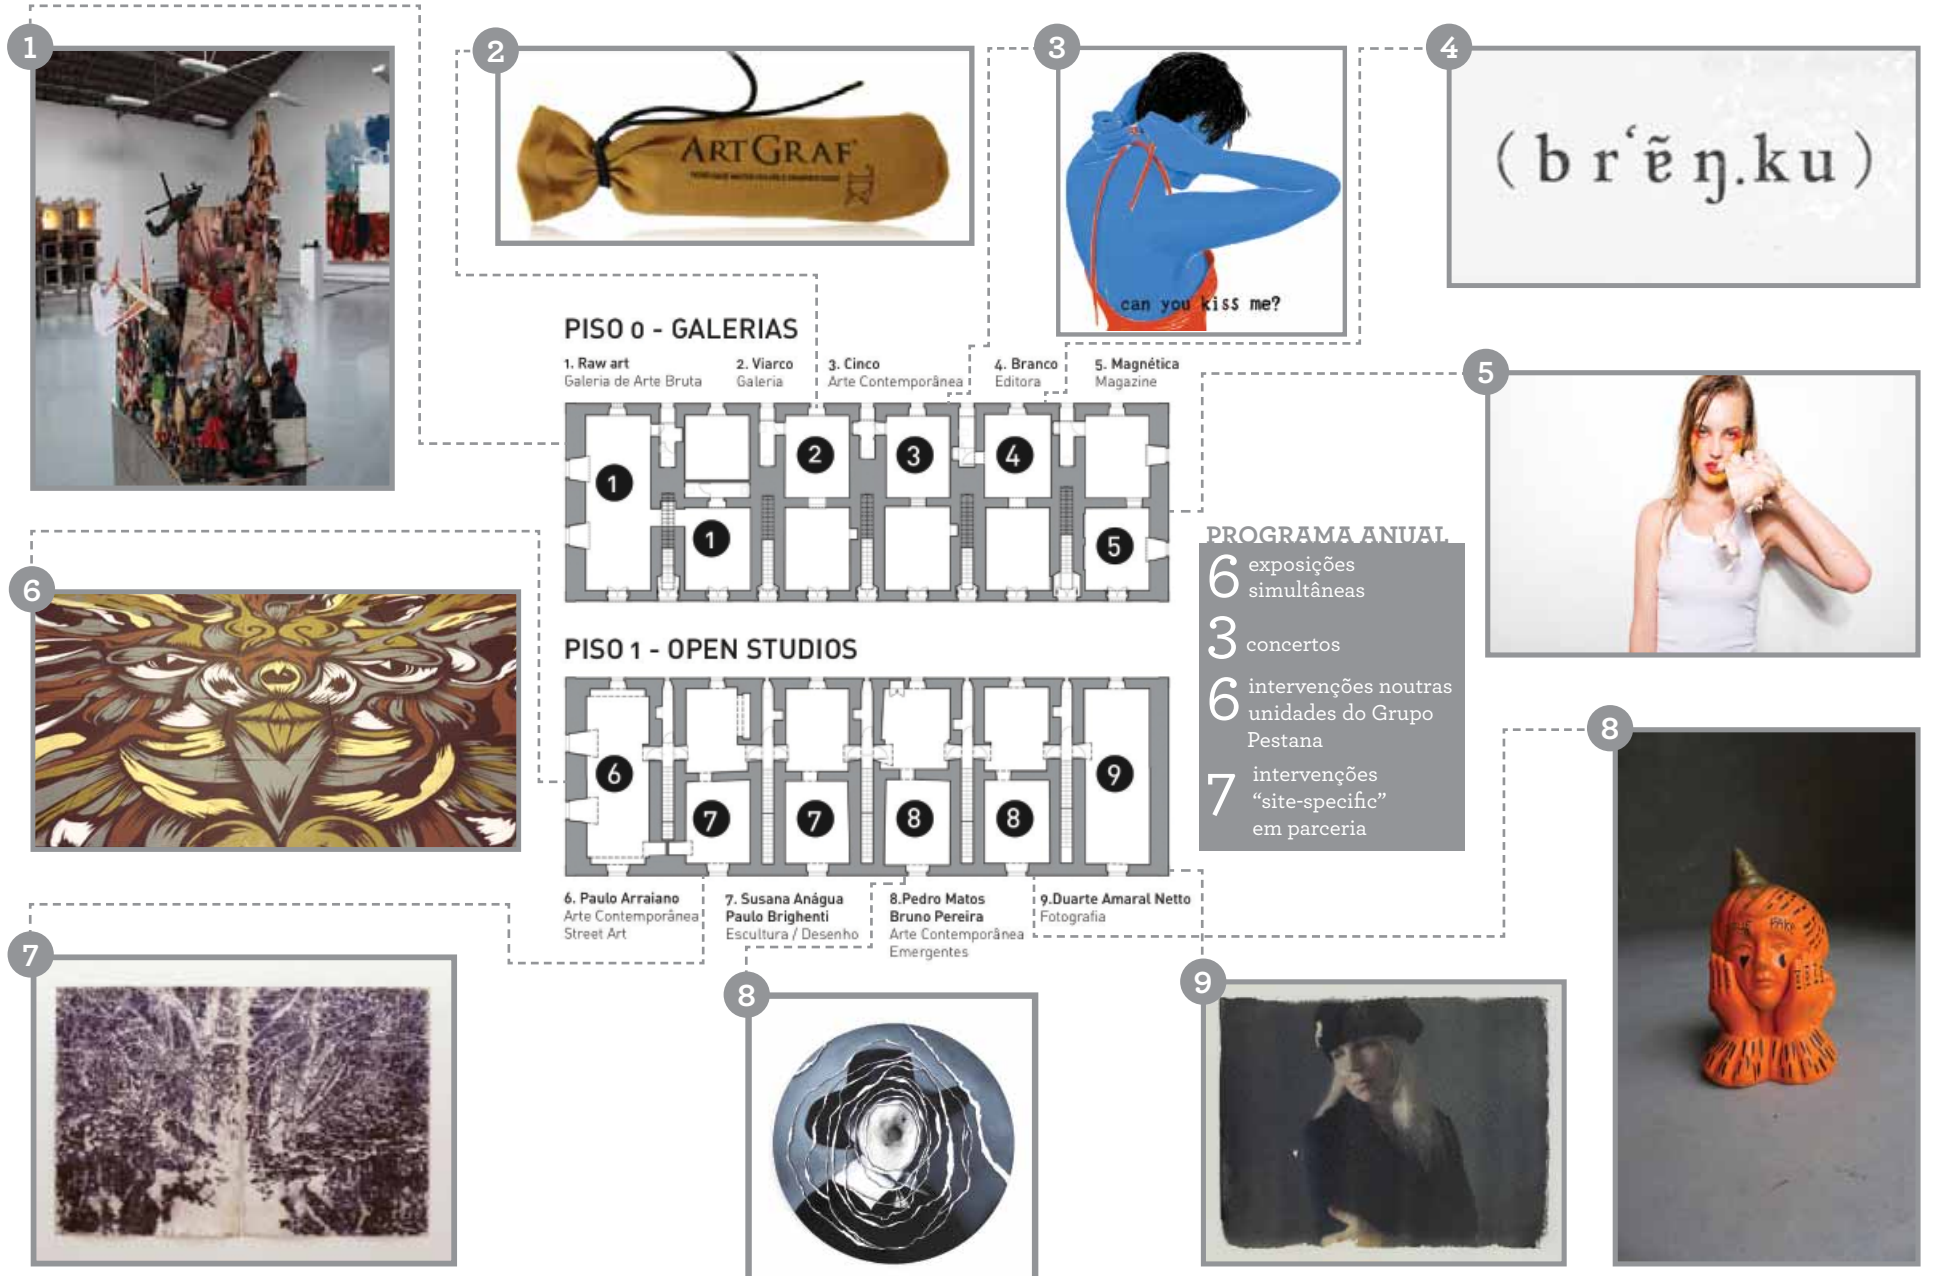 1
2
ARTGRAF
XL
3
can you kiss me?
4
(br‘ẽŋ.ku)
PISO 0 - GALERIAS
1. Raw art
Galeria de Arte Bruta
2. Viarco
Galeria
3. Cinco
Arte Contemporânea
4. Branco
Editora
5. Magnética
Magazine
1
1
2
3
4
5
5
6
PROGRAMA ANUAL
6 exposições
simultâneas
3 concertos
6 intervenções noutras
unidades do Grupo
Pestana
7 intervenções
“site-specific”
em parceria
PISO 1 - OPEN STUDIOS
6
7
7
8
8
9
6. Paulo Arraiano
Arte Contemporânea
Street Art
7. Susana Anágua
Paulo Brighenti
Escultura / Desenho
8.Pedro Matos
Bruno Pereira
Arte Contemporânea
Emergentes
9.Duarte Amaral Netto
Fotografia
7
8
9
8
FAKE